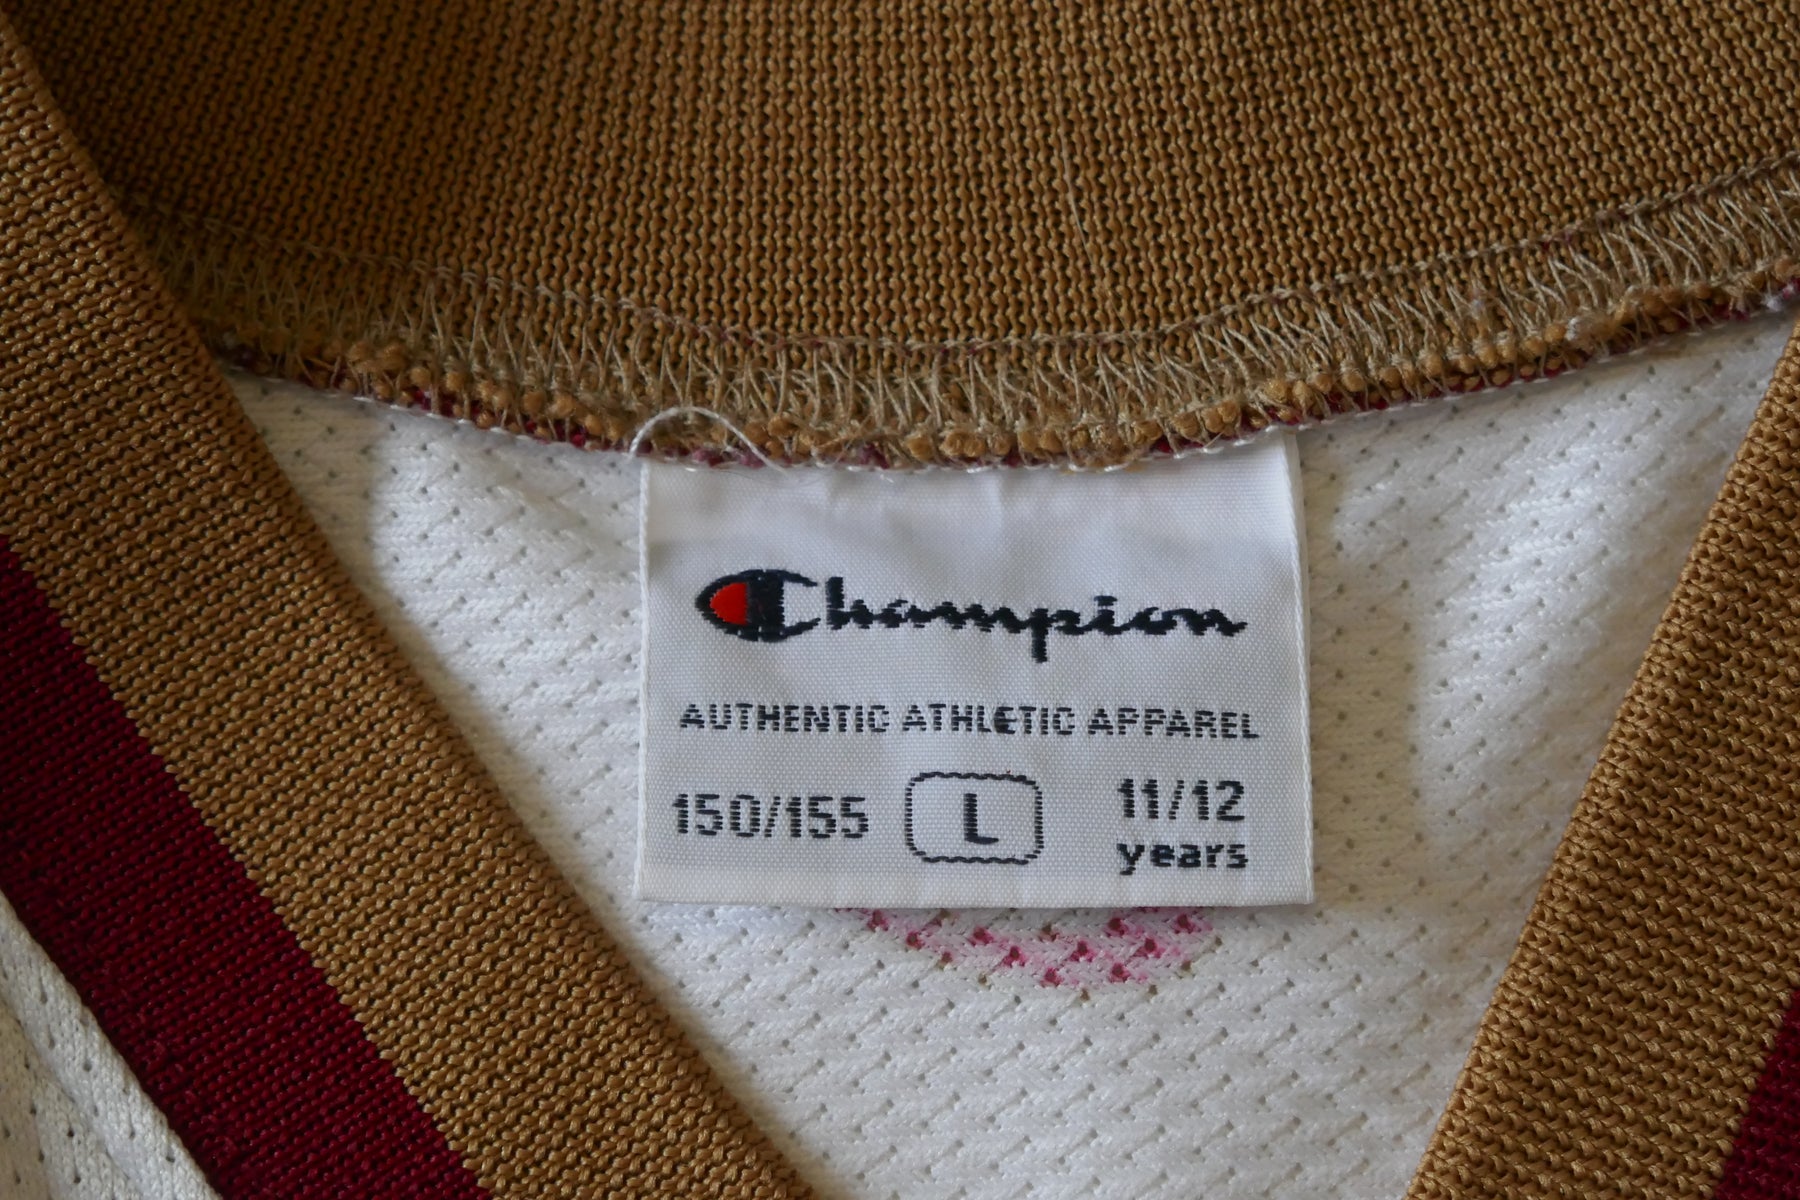 Champion
AUTHENTIC ATHLETIC APPAREL
150/155 L 11/12
years